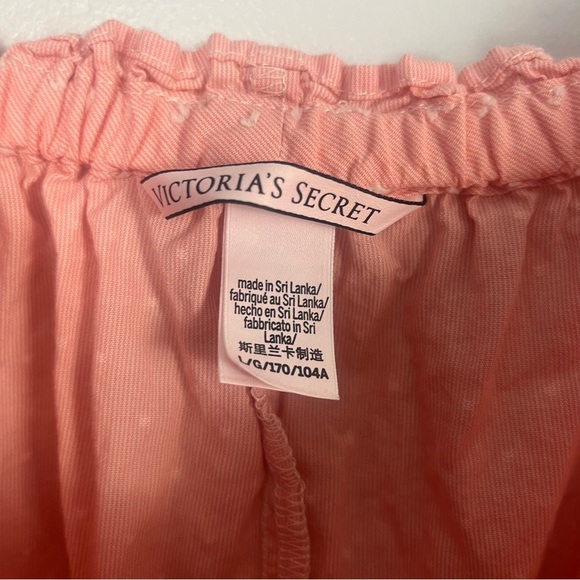 VICTORIA'S SECRET
made in Sri Lanka/
fabriqué au Sri Lanka/
hecho en Sri Lanka/
fabbricato in Sri
Lanka/
斯里兰卡制造
L/G/170/104A